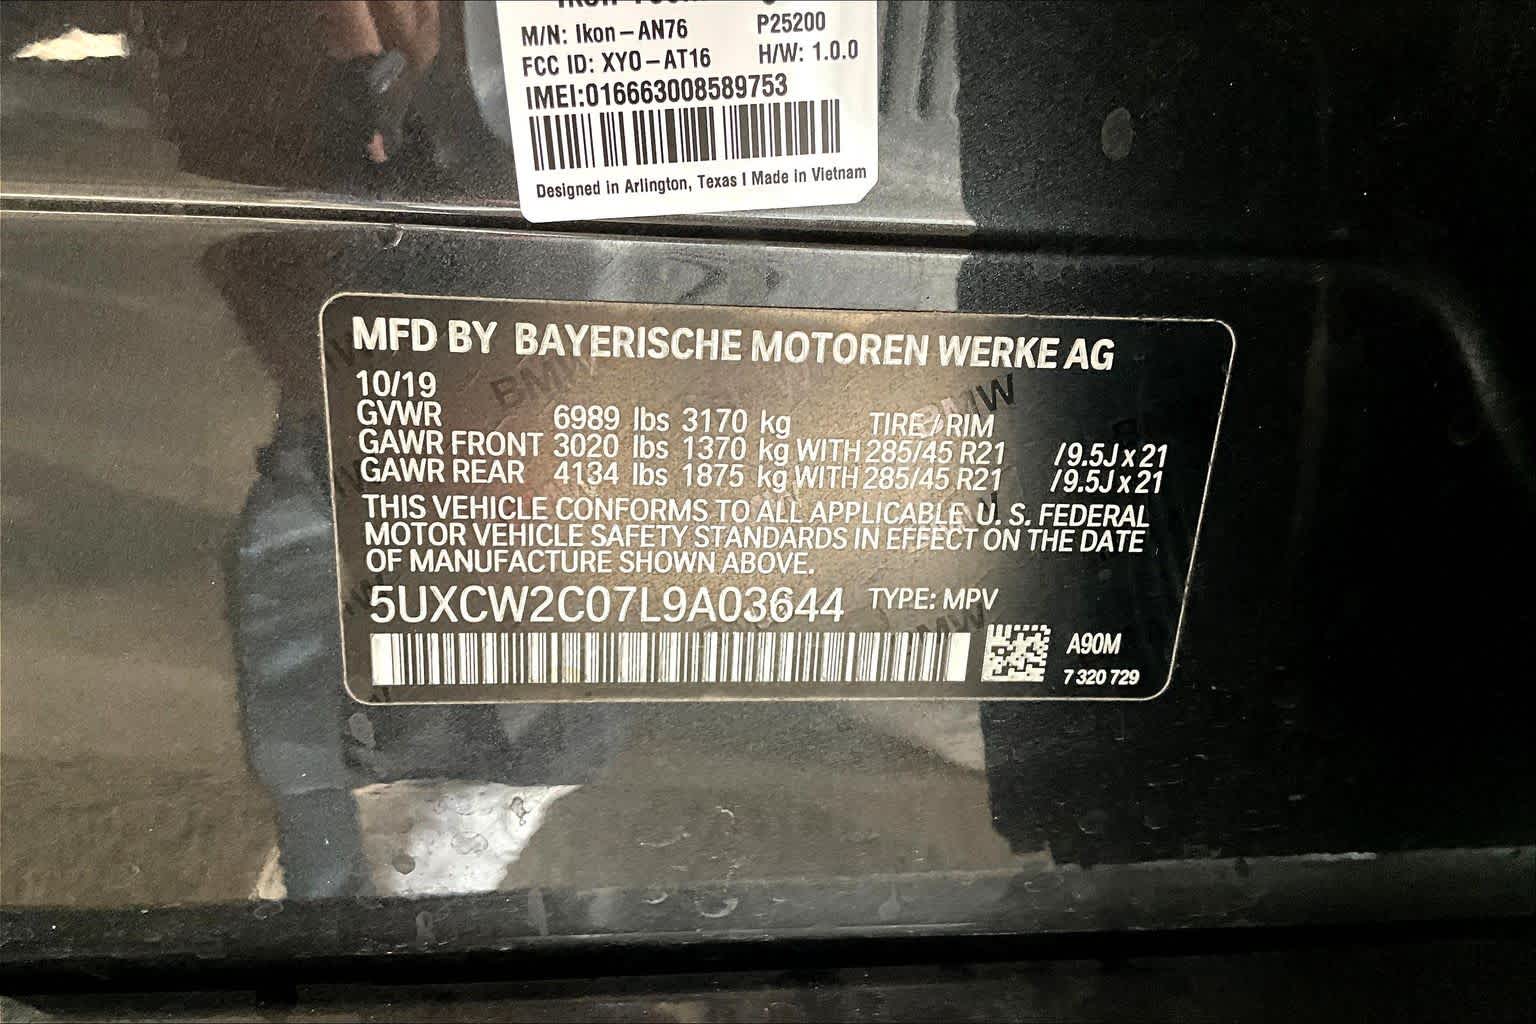 M/N: Ikon-AN76 P25200
FCC ID: XYO-AT16 H/W: 1.0.0
IMEI:016663008589753
Designed in Arlington, Texas I Made in Vietnam
MFD BY BAYERISCHE MOTOREN WERKE AG
10/19
GVWR 6989 lbs 3170 kg TIRE/RIM
GAWR FRONT 3020 lbs 1370 kg WITH 285/45 R21 /9.5J x 21
GAWR REAR 4134 lbs 1875 kg WITH 285/45 R21 /9.5J x 21
THIS VEHICLE CONFORMS TO ALL APPLICABLE U. S. FEDERAL
MOTOR VEHICLE SAFETY STANDARDS IN EFFECT ON THE DATE
OF MANUFACTURE SHOWN ABOVE.
5UXCW2C07L9A03644 TYPE: MPV
A90M
7 320 729